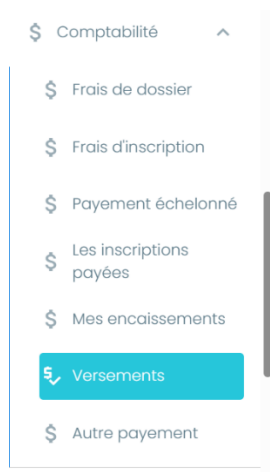 Comptabilité
Frais de dossier
Frais d'inscription
Payement échelonné
Les inscriptions
payées
Mes encaissements
Versements
Autre payement